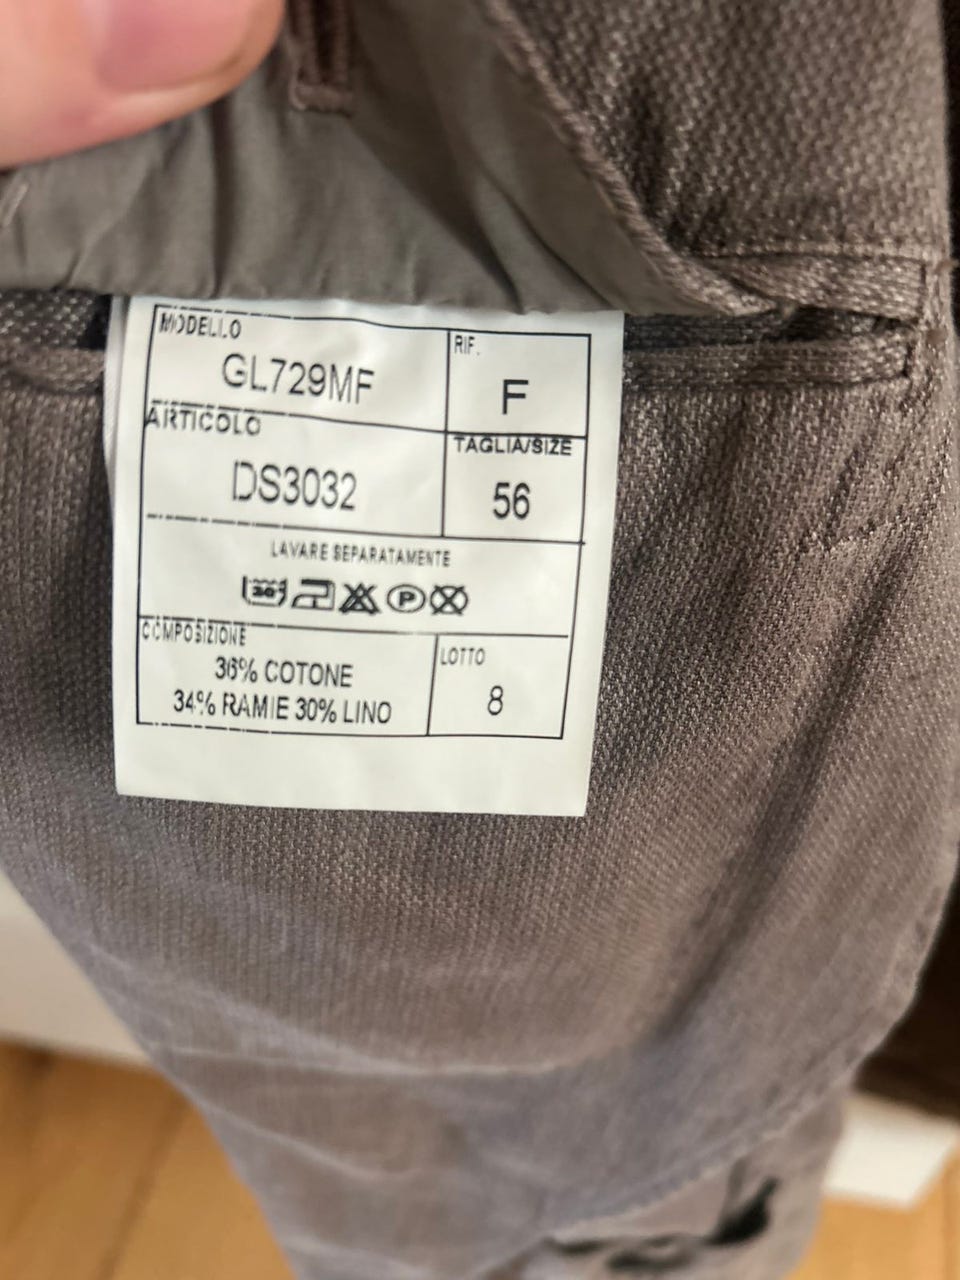 MODELLO
GL729MF
RIF.
F
ARTICOLO
DS3032
TAGLIA/SIZE
56
LAVARE SEPARATAMENTE
30°
P
COMPOSIZIONE
36% COTONE
34% RAMIE 30% LINO
LOTTO
8